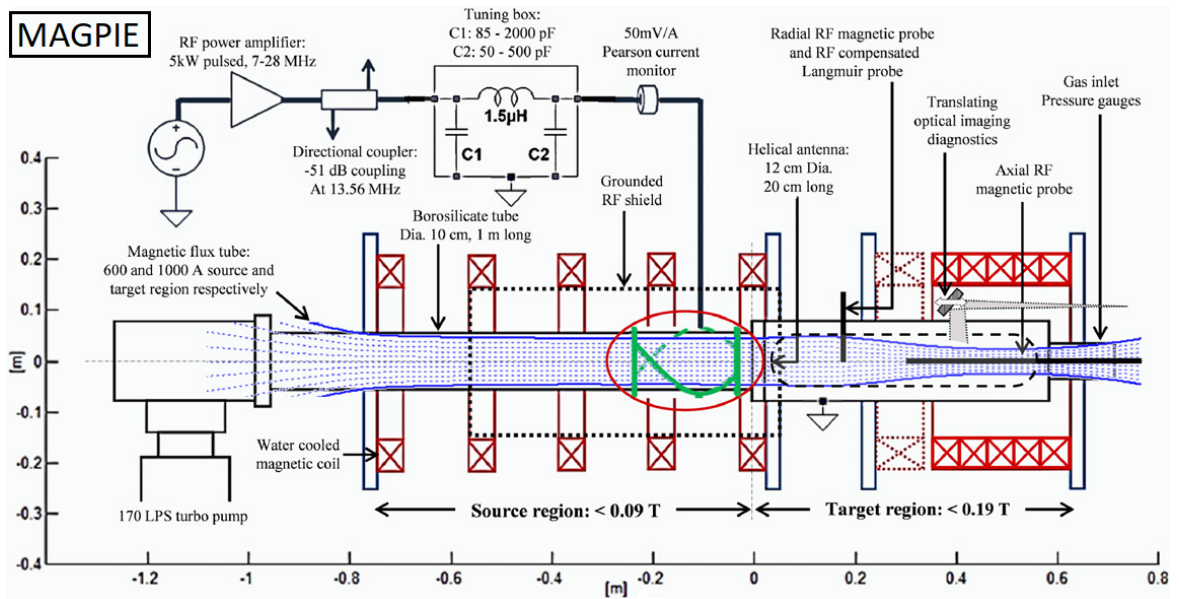 MAGPIE
RF power amplifier:
5kW pulsed, 7-28 MHz
Tuning box:
C1: 85 - 2000 pF
C2: 50 - 500 pF
50mV/A
Pearson current
monitor
Radial RF magnetic probe
and RF compensated
Langmuir probe
Gas inlet
Pressure gauges
Translating
optical imaging
diagnostics
+
−
1.5µH
C1
C2
Directional coupler:
-51 dB coupling
At 13.56 MHz
Helical antenna:
12 cm Dia.
20 cm long
Axial RF
magnetic probe
Grounded
RF shield
Borosilicate tube
Dia. 10 cm, 1 m long
Magnetic flux tube:
600 and 1000 A source and
target region respectively
Water cooled
magnetic coil
170 LPS turbo pump
Source region: < 0.09 T
Target region: < 0.19 T
0.4
0.3
0.2
0.1
0
-0.1
-0.2
-0.3
-0.4
[m]
-1.2
-1
-0.8
-0.6
-0.4
-0.2
0
0.2
0.4
0.6
0.8
[m]